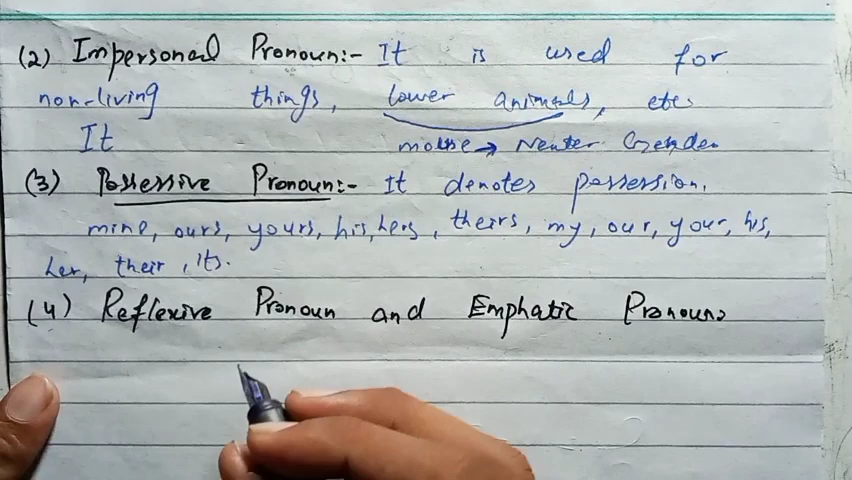 (2) Impersonal Pronoun:- It is used for
non-living things, lower animals, etc.
It mouse → Neuter Gender
(3) Possessive Pronoun:- It denotes possession.
mine, ours, yours, his, hers, theirs, my, our, your, his,
her, their, its.
(4) Reflexive Pronoun and Emphatic Pronouns